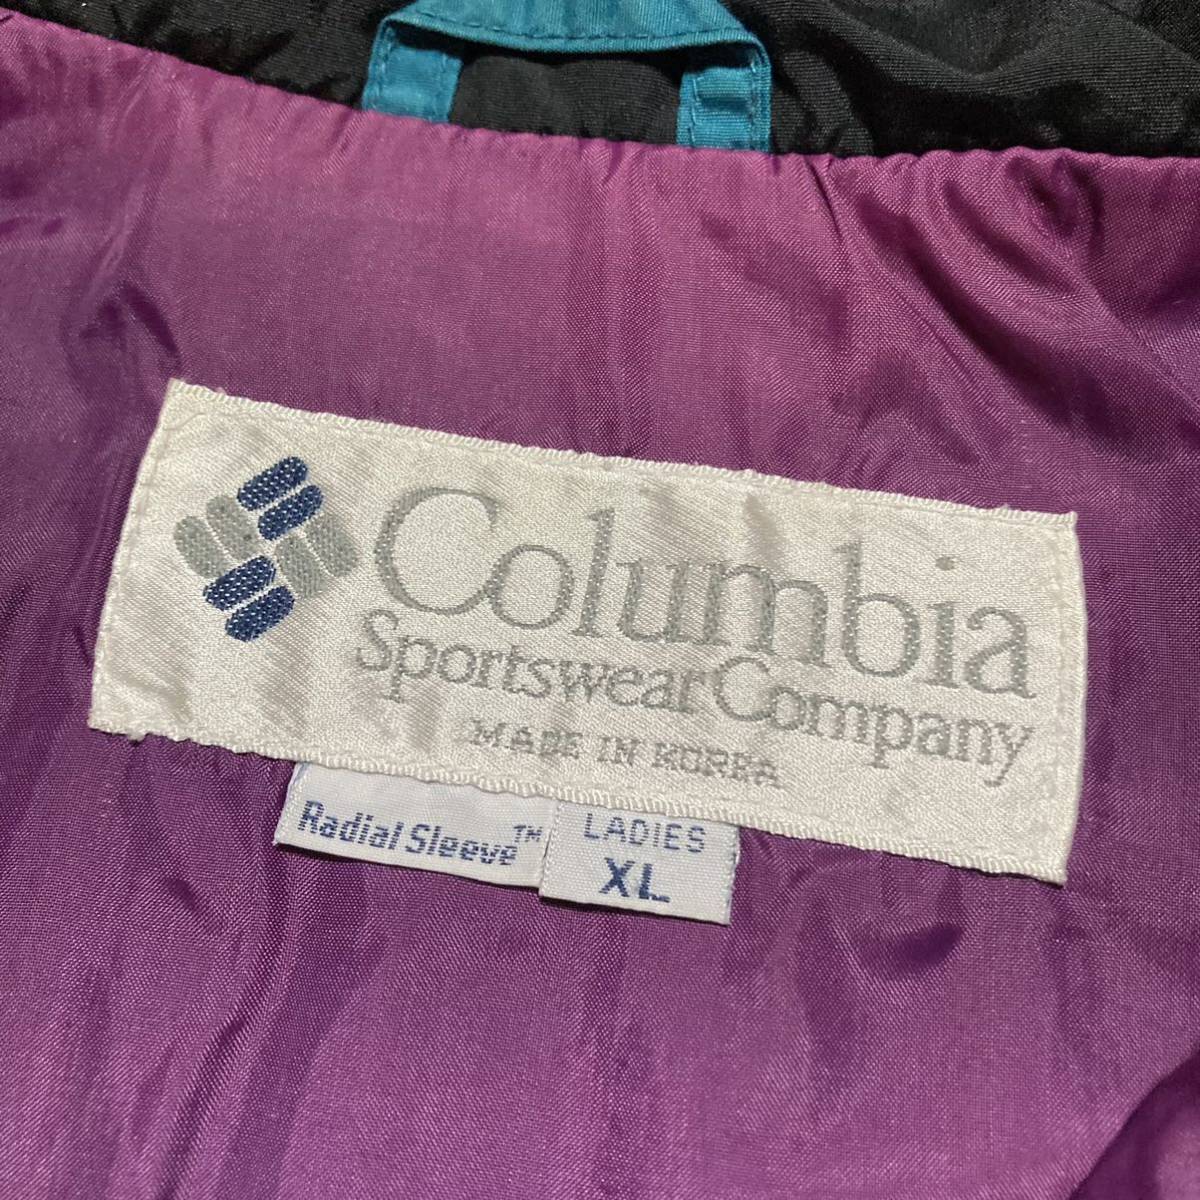 Columbia
Sportswear Company
MADE IN KOREA
Radial Sleeve™
LADIES
XL